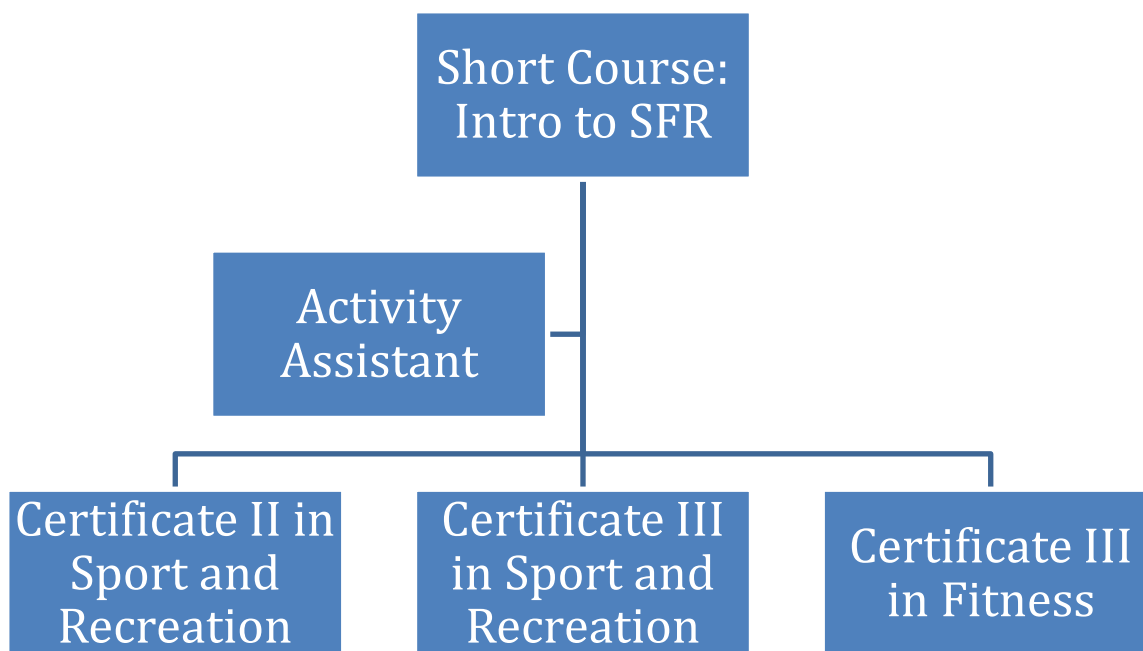 Short Course:
Intro to SFR
Activity
Assistant
Certificate II in
Sport and
Recreation
Certificate III
in Sport and
Recreation
Certificate III
in Fitness